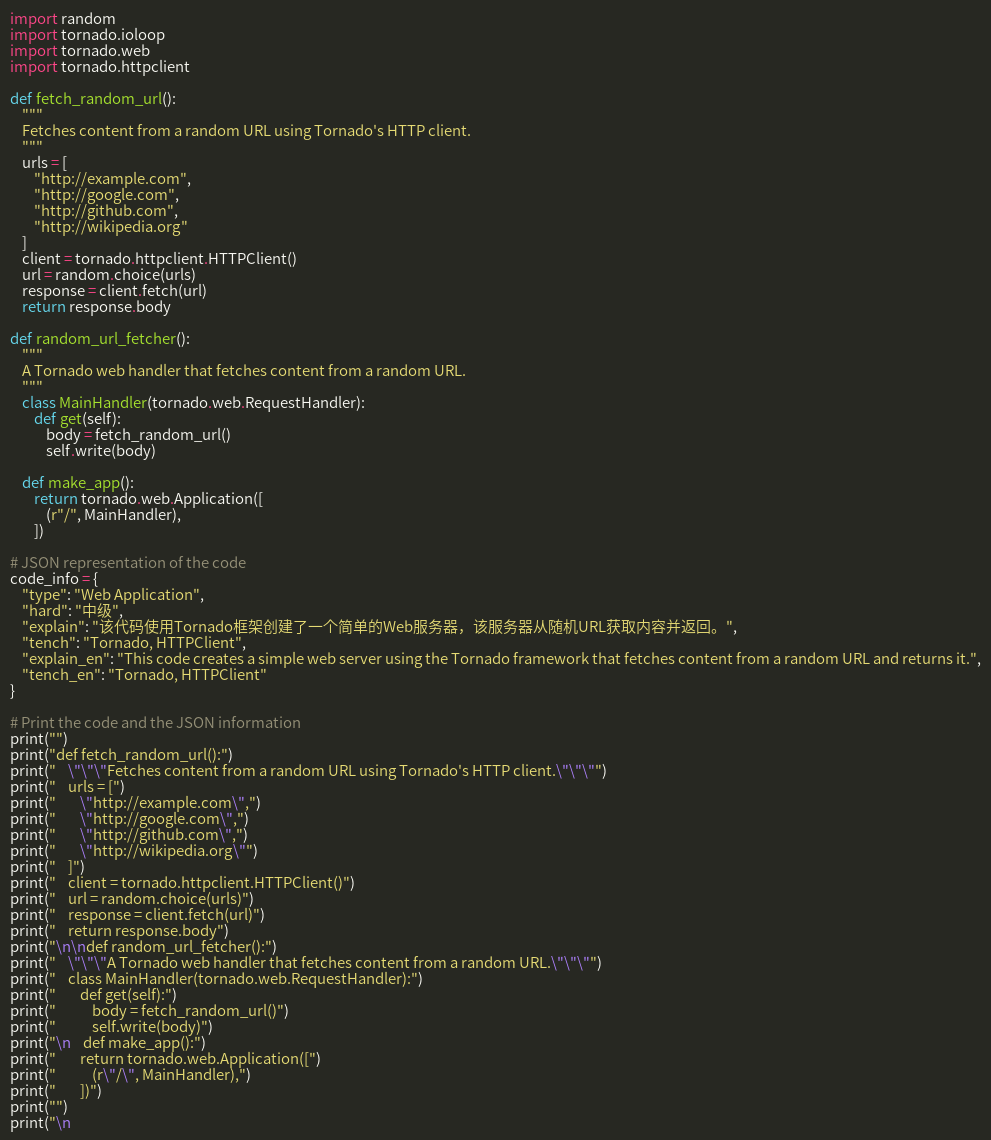 import random
import tornado.ioloop
import tornado.web
import tornado.httpclient

def fetch_random_url():
    """
    Fetches content from a random URL using Tornado's HTTP client.
    """
    urls = [
        "http://example.com",
        "http://google.com",
        "http://github.com",
        "http://wikipedia.org"
    ]
    client = tornado.httpclient.HTTPClient()
    url = random.choice(urls)
    response = client.fetch(url)
    return response.body

def random_url_fetcher():
    """
    A Tornado web handler that fetches content from a random URL.
    """
    class MainHandler(tornado.web.RequestHandler):
        def get(self):
            body = fetch_random_url()
            self.write(body)

    def make_app():
        return tornado.web.Application([
            (r"/", MainHandler),
        ])

# JSON representation of the code
code_info = {
    "type": "Web Application",
    "hard": "中级",
    "explain": "该代码使用Tornado框架创建了一个简单的Web服务器，该服务器从随机URL获取内容并返回。",
    "tench": "Tornado, HTTPClient",
    "explain_en": "This code creates a simple web server using the Tornado framework that fetches content from a random URL and returns it.",
    "tench_en": "Tornado, HTTPClient"
}

# Print the code and the JSON information
print("")
print("def fetch_random_url():")
print("    \"\"\"Fetches content from a random URL using Tornado's HTTP client.\"\"\"")
print("    urls = [")
print("        \"http://example.com\",")
print("        \"http://google.com\",")
print("        \"http://github.com\",")
print("        \"http://wikipedia.org\"")
print("    ]")
print("    client = tornado.httpclient.HTTPClient()")
print("    url = random.choice(urls)")
print("    response = client.fetch(url)")
print("    return response.body")
print("\n\ndef random_url_fetcher():")
print("    \"\"\"A Tornado web handler that fetches content from a random URL.\"\"\"")
print("    class MainHandler(tornado.web.RequestHandler):")
print("        def get(self):")
print("            body = fetch_random_url()")
print("            self.write(body)")
print("\n    def make_app():")
print("        return tornado.web.Application([")
print("            (r\"/\", MainHandler),")
print("        ])")
print("")
print("\n